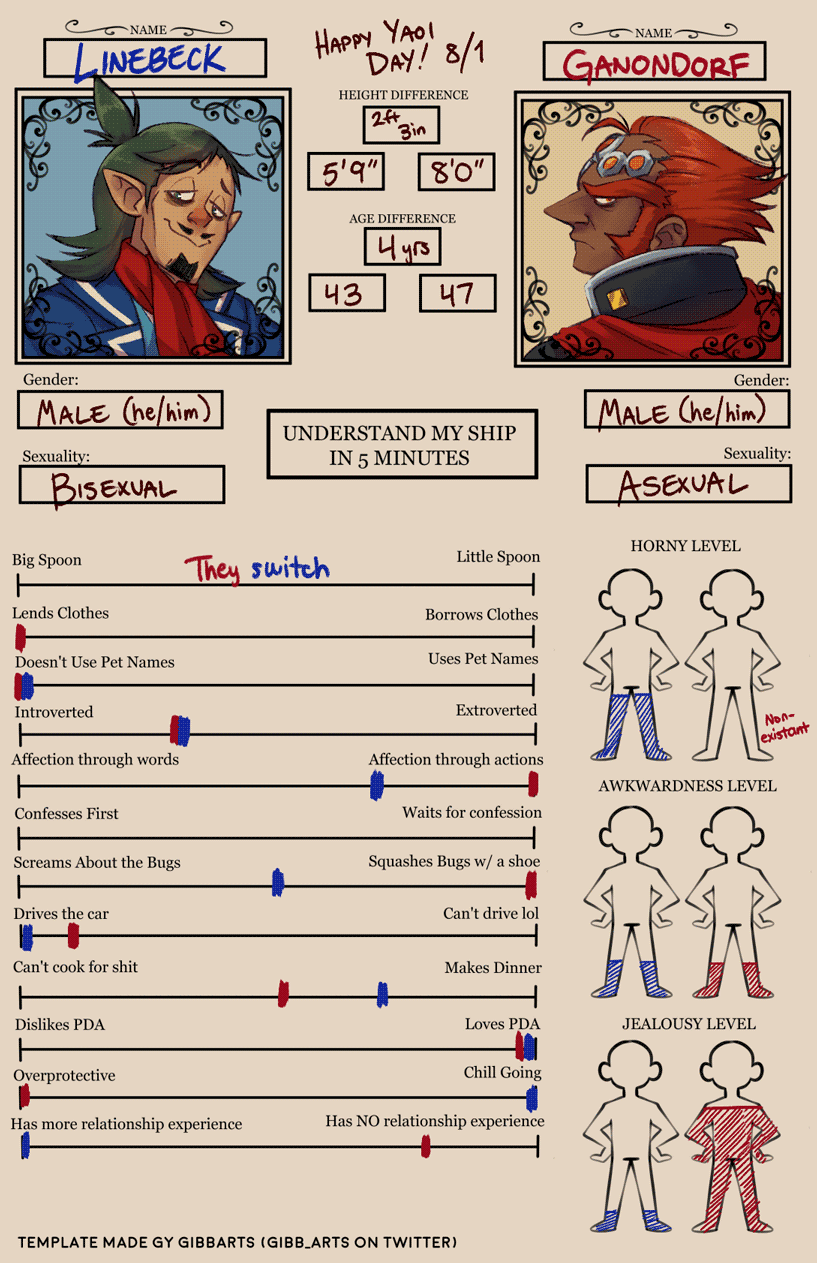 NAME
LINEBECK
HAPPY YAOI
DAY! 8/1
NAME
GANONDORF
HEIGHT DIFFERENCE
2ft
3in
5'9"
8'0"
AGE DIFFERENCE
4 yrs
43
47
Gender:
MALE (he/him)
Sexuality:
BISEXUAL
Gender:
MALE (he/him)
Sexuality:
ASEXUAL
UNDERSTAND MY SHIP
IN 5 MINUTES
Big Spoon
They switch
Little Spoon
Lends Clothes
Borrows Clothes
Doesn't Use Pet Names
Uses Pet Names
Introverted
Extroverted
Affection through words
Affection through actions
Confesses First
Waits for confession
Screams About the Bugs
Squashes Bugs w/ a shoe
Drives the car
Can't drive lol
Can't cook for shit
Makes Dinner
Dislikes PDA
Loves PDA
Overprotective
Chill Going
Has more relationship experience
Has NO relationship experience
HORNY LEVEL
Non-
existant
AWKWARDNESS LEVEL
JEALOUSY LEVEL
TEMPLATE MADE GY GIBBARTS (GIBB_ARTS ON TWITTER)